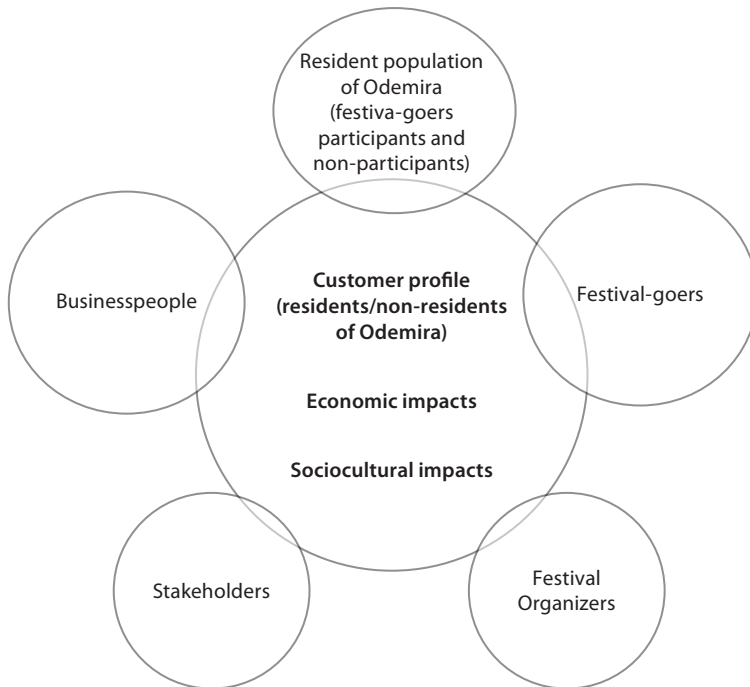 Resident population
of Odemira
(festiva-goers
participants and
non-participants)
Businesspeople
Customer profile
(residents/non-residents
of Odemira)
Economic impacts
Sociocultural impacts
Festival-goers
Stakeholders
Festival
Organizers